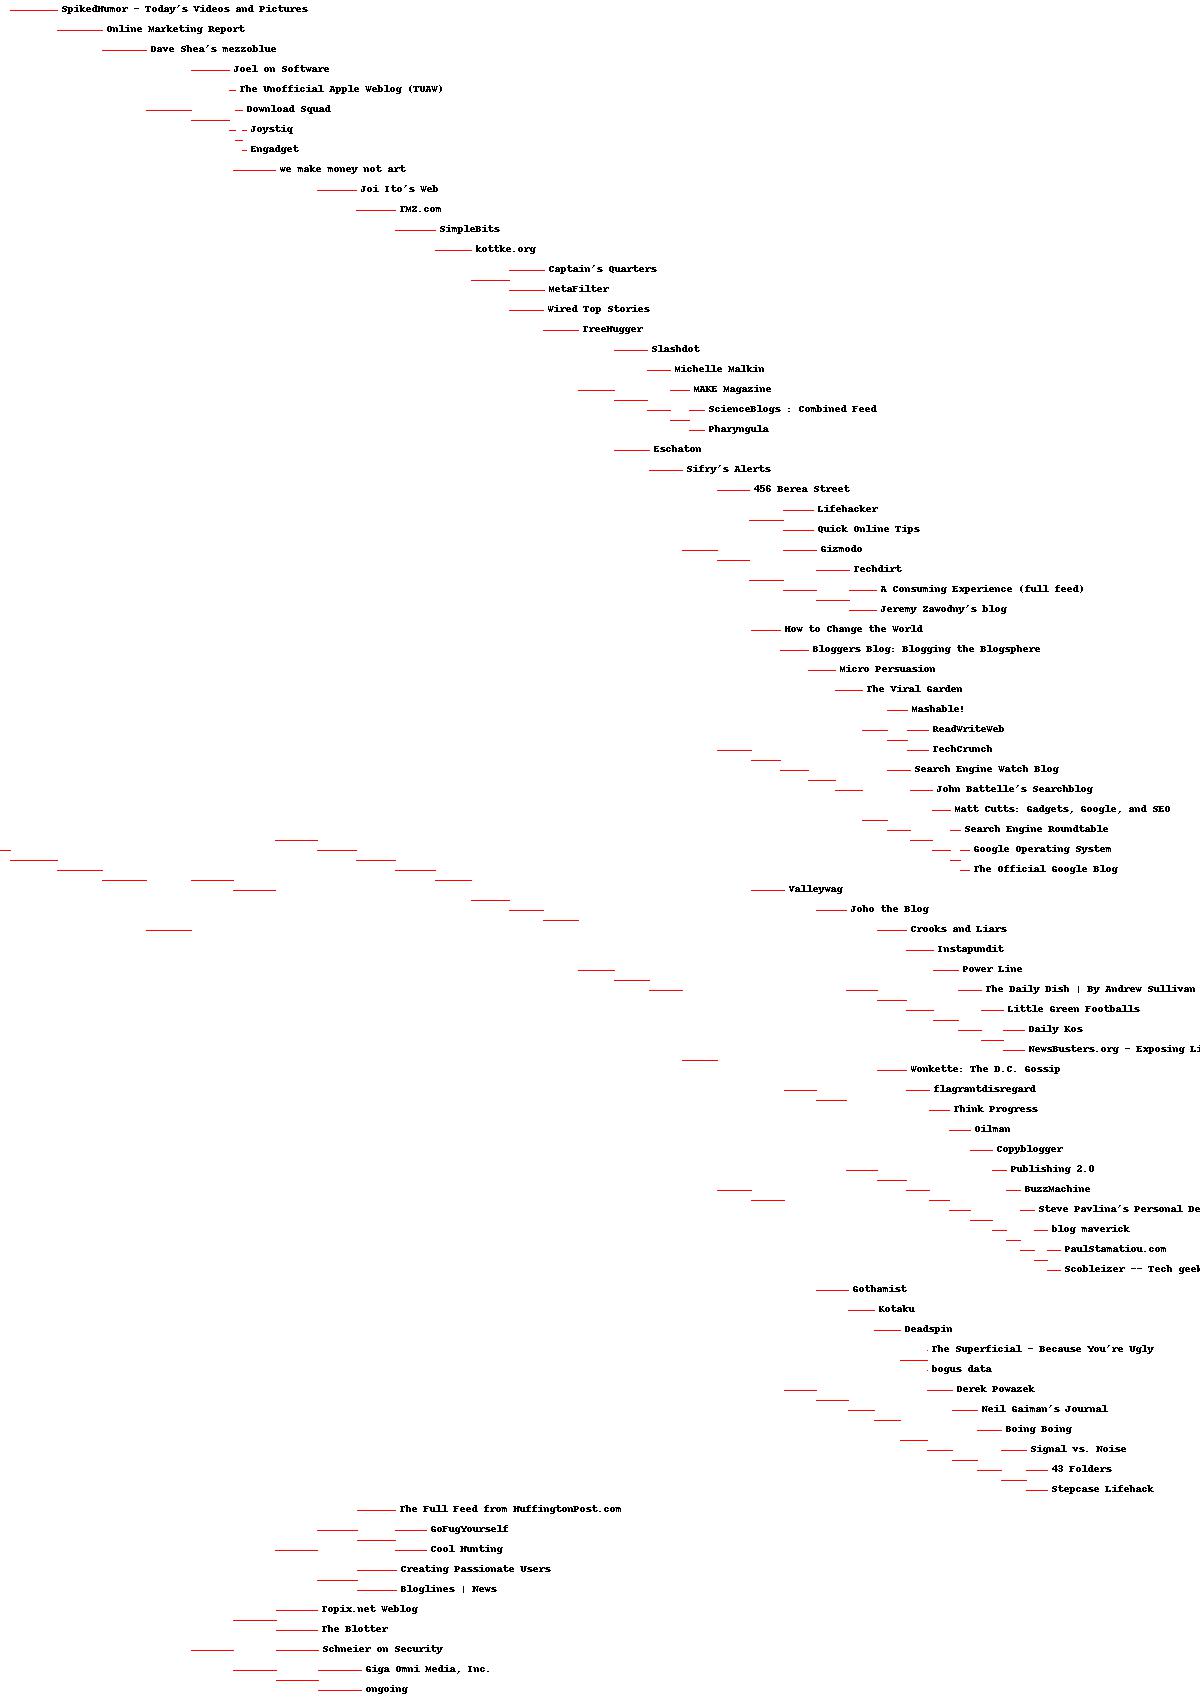 SpikedHumor - Today's Videos and Pictures
Online Marketing Report
Dave Shea's mezzoblue
Joel on Software
The Unofficial Apple Weblog (TUAW)
Download Squad
Joystiq
Engadget
we make money not art
Joi Ito's Web
TMZ.com
SimpleBits
kottke.org
Captain's Quarters
MetaFilter
Wired Top Stories
TreeHugger
Slashdot
Michelle Malkin
MAKE Magazine
ScienceBlogs : Combined Feed
Pharyngula
Eschaton
Sifry's Alerts
456 Berea Street
Lifehacker
Quick Online Tips
Gizmodo
Techdirt
A Consuming Experience (full feed)
Jeremy Zawodny's blog
How to Change the World
Bloggers Blog: Blogging the Blogsphere
Micro Persuasion
The Viral Garden
Mashable!
ReadWriteWeb
TechCrunch
Search Engine Watch Blog
John Battelle's Searchblog
Matt Cutts: Gadgets, Google, and SEO
Search Engine Roundtable
Google Operating System
The Official Google Blog
Valleywag
Joho the Blog
Crooks and Liars
Instapundit
Power Line
The Daily Dish | By Andrew Sullivan
Little Green Footballs
Daily Kos
NewsBusters.org - Exposing Li
Wonkette: The D.C. Gossip
flagrantdisregard
Think Progress
Oilman
Copyblogger
Publishing 2.0
BuzzMachine
Steve Pavlina's Personal De
blog maverick
PaulStamatiou.com
Scobleizer -- Tech geek
Gothamist
Kotaku
Deadspin
The Superficial - Because You're Ugly
bogus data
Derek Powazek
Neil Gaiman's Journal
Boing Boing
Signal vs. Noise
43 Folders
Stepcase Lifehack
The Full Feed from HuffingtonPost.com
GoFugYourself
Cool Hunting
Creating Passionate Users
Bloglines | News
Topix.net Weblog
The Blotter
Schneier on Security
Giga Omni Media, Inc.
ongoing